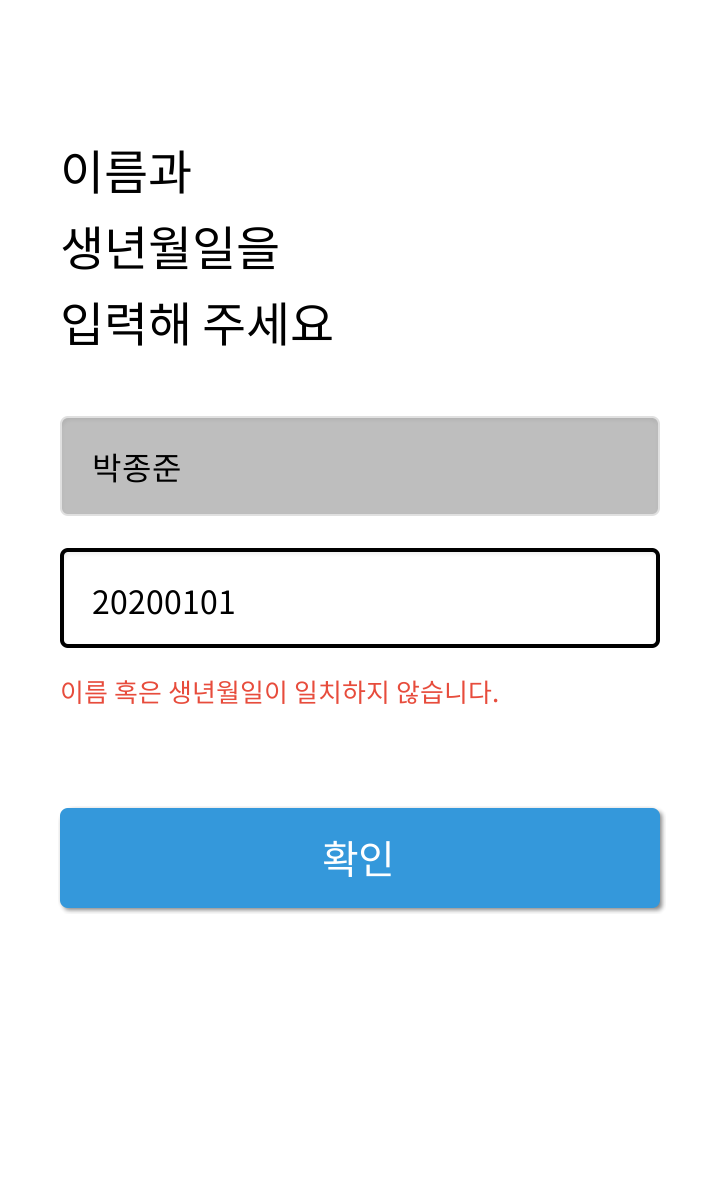 이름과
생년월일을
입력해 주세요
박종준
20200101
이름 혹은 생년월일이 일치하지 않습니다.
확인